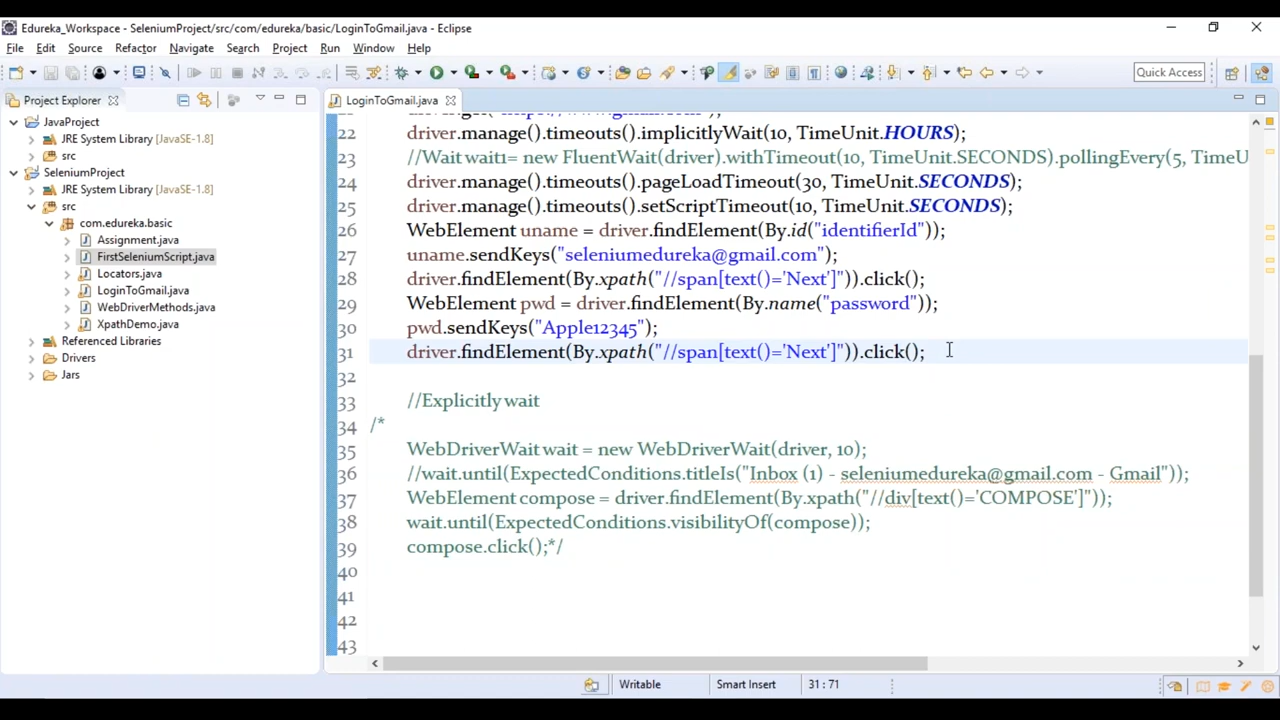 Edureka_Workspace - SeleniumProject/src/com/edureka/basic/LoginToGmail.java - Eclipse
File Edit Source Refactor Navigate Search Project Run Window Help
Quick Access
Project Explorer
LoginToGmail.java
JavaProject
JRE System Library [JavaSE-1.8]
src
SeleniumProject
JRE System Library [JavaSE-1.8]
src
com.edureka.basic
Assignment.java
FirstSeleniumScript.java
Locators.java
LoginToGmail.java
WebDriverMethods.java
XpathDemo.java
Referenced Libraries
Drivers
Jars
22 driver.manage().timeouts().implicitlyWait(10, TimeUnit.HOURS);
23 //Wait wait1= new FluentWait(driver).withTimeout(10, TimeUnit.SECONDS).pollingEvery(5, TimeU
24 driver.manage().timeouts().pageLoadTimeout(30, TimeUnit.SECONDS);
25 driver.manage().timeouts().setScriptTimeout(10, TimeUnit.SECONDS);
26 WebElement uname = driver.findElement(By.id("identifierId"));
27 uname.sendKeys("seleniumedureka@gmail.com");
28 driver.findElement(By.xpath("//span[text()='Next']")).click();
29 WebElement pwd = driver.findElement(By.name("password"));
30 pwd.sendKeys("Apple12345");
31 driver.findElement(By.xpath("//span[text()='Next']")).click();
32
33 //Explicitly wait
34 /*
35 WebDriverWait wait = new WebDriverWait(driver, 10);
36 //wait.until(ExpectedConditions.titleIs("Inbox (1) - seleniumedureka@gmail.com - Gmail"));
37 WebElement compose = driver.findElement(By.xpath("//div[text()='COMPOSE']"));
38 wait.until(ExpectedConditions.visibilityOf(compose));
39 compose.click();*/
40
41
42
43
Writable Smart Insert 31 : 71